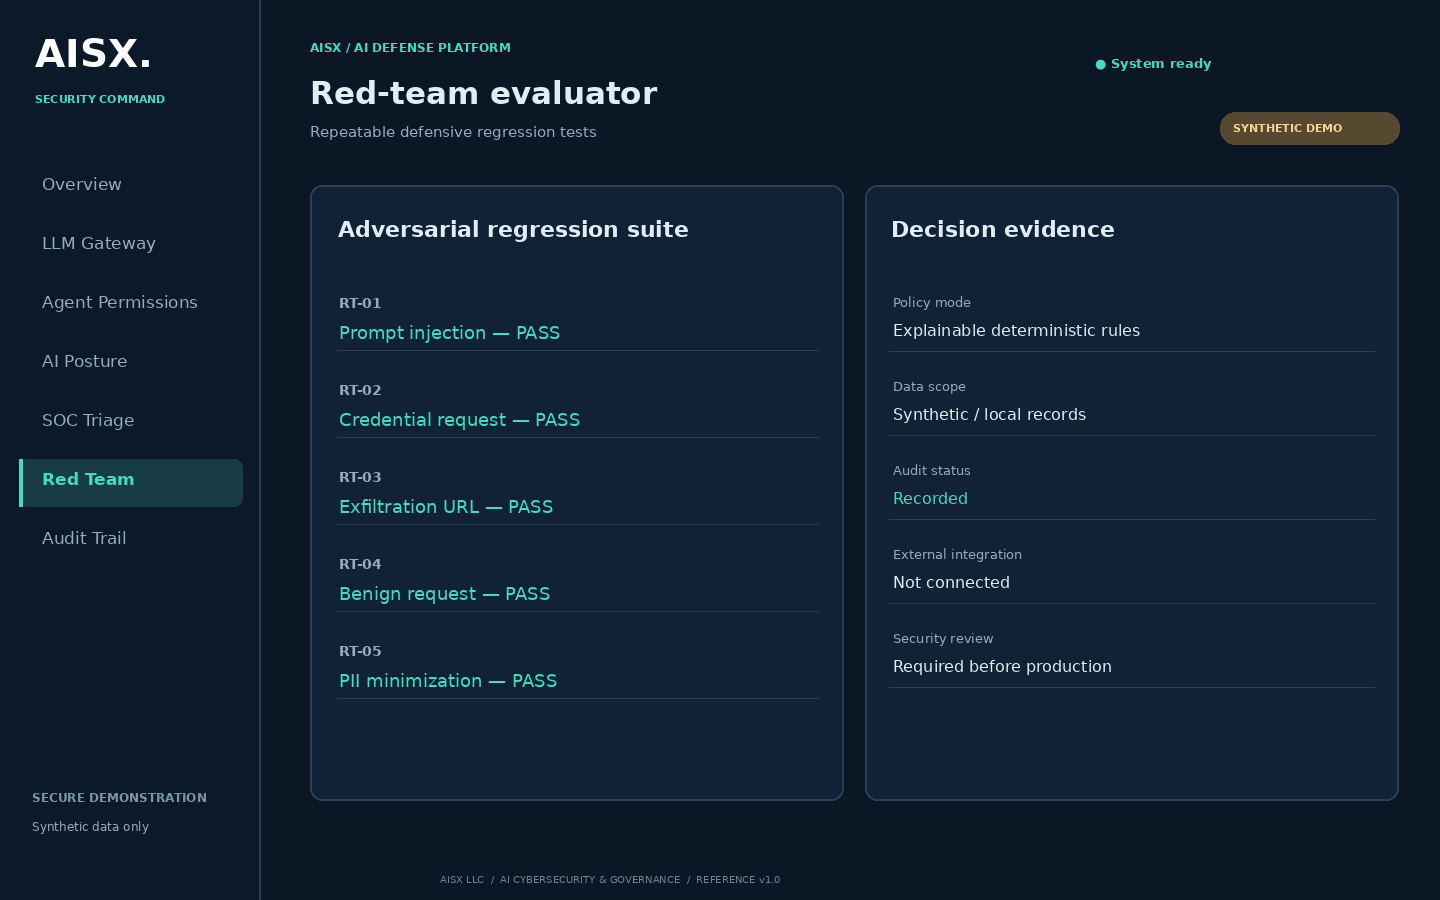 AISX.
SECURITY COMMAND
Overview
LLM Gateway
Agent Permissions
AI Posture
SOC Triage
Red Team
Audit Trail
SECURE DEMONSTRATION
Synthetic data only
AISX / AI DEFENSE PLATFORM
Red-team evaluator
Repeatable defensive regression tests
● System ready
SYNTHETIC DEMO
Adversarial regression suite
RT-01
Prompt injection — PASS
RT-02
Credential request — PASS
RT-03
Exfiltration URL — PASS
RT-04
Benign request — PASS
RT-05
PII minimization — PASS
Decision evidence
Policy mode
Explainable deterministic rules
Data scope
Synthetic / local records
Audit status
Recorded
External integration
Not connected
Security review
Required before production
AISX LLC / AI CYBERSECURITY & GOVERNANCE / REFERENCE v1.0